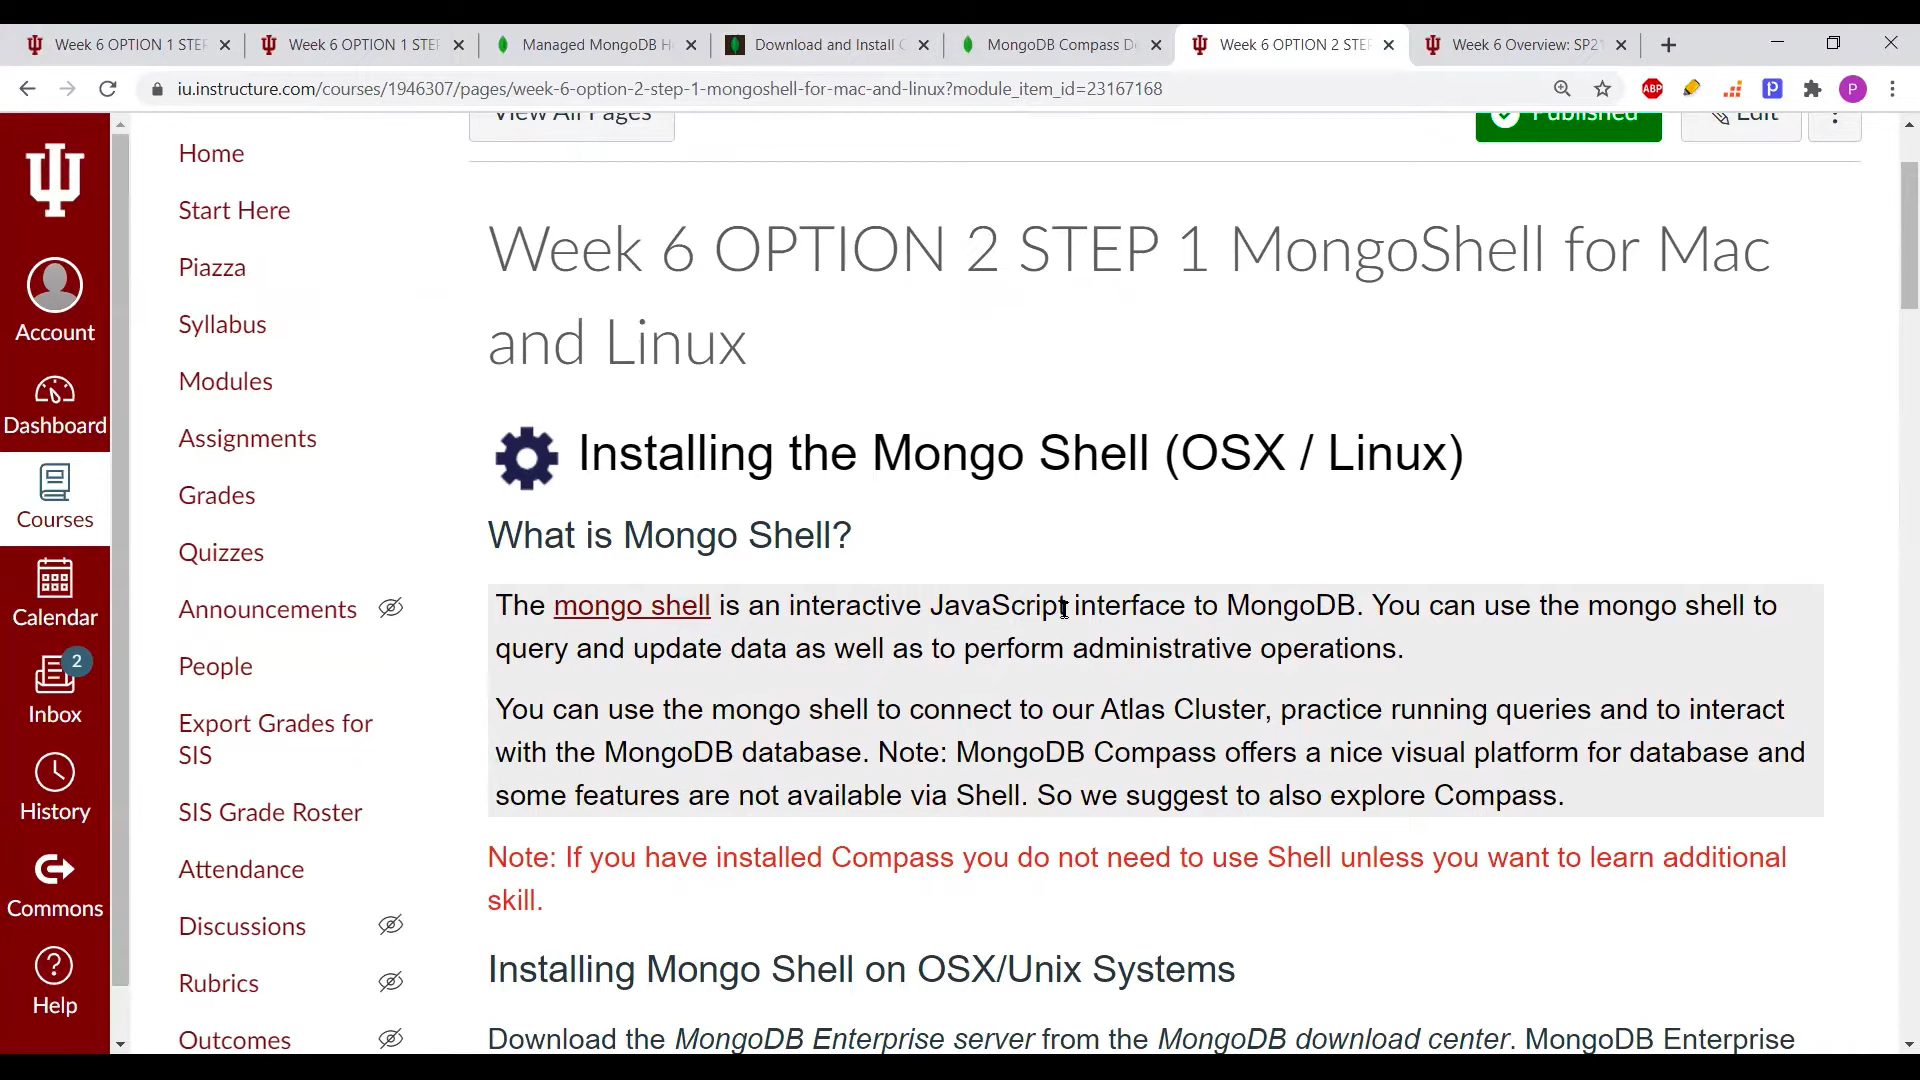 Week 6 OPTION 1 STEP
Week 6 OPTION 1 STEP
Managed MongoDB H
Download and Install C
MongoDB Compass D
Week 6 OPTION 2 STEP
Week 6 Overview: SP21
iu.instructure.com/courses/1946307/pages/week-6-option-2-step-1-mongoshell-for-mac-and-linux?module_item_id=23167168
ABP
P
View All Pages
Published
Edit
Account
Dashboard
Courses
Calendar
2
Inbox
History
Commons
Help
Home
Start Here
Piazza
Syllabus
Modules
Assignments
Grades
Quizzes
Announcements
People
Export Grades for
SIS
SIS Grade Roster
Attendance
Discussions
Rubrics
Outcomes
Week 6 OPTION 2 STEP 1 MongoShell for Mac
and Linux
Installing the Mongo Shell (OSX / Linux)
What is Mongo Shell?
The mongo shell is an interactive JavaScript interface to MongoDB. You can use the mongo shell to
query and update data as well as to perform administrative operations.
You can use the mongo shell to connect to our Atlas Cluster, practice running queries and to interact
with the MongoDB database. Note: MongoDB Compass offers a nice visual platform for database and
some features are not available via Shell. So we suggest to also explore Compass.
Note: If you have installed Compass you do not need to use Shell unless you want to learn additional
skill.
Installing Mongo Shell on OSX/Unix Systems
Download the MongoDB Enterprise server from the MongoDB download center. MongoDB Enterprise